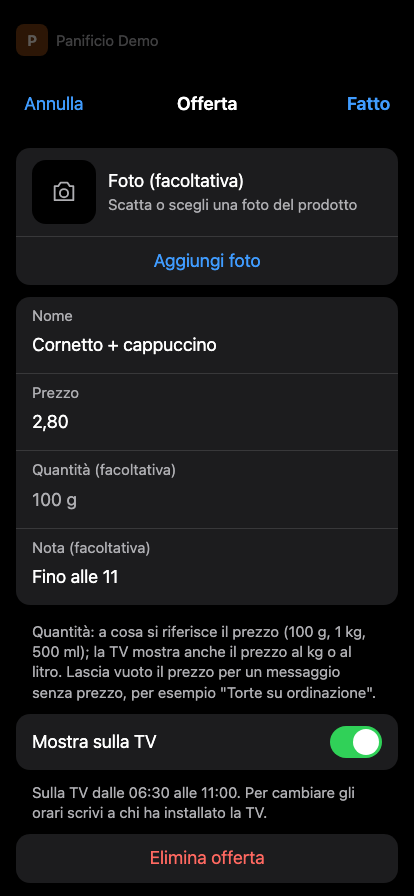 P Panificio Demo
Annulla Offerta Fatto
Foto (facoltativa)
Scatta o scegli una foto del prodotto
Aggiungi foto
Nome
Cornetto + cappuccino
Prezzo
2,80
Quantità (facoltativa)
100 g
Nota (facoltativa)
Fino alle 11
Quantità: a cosa si riferisce il prezzo (100 g, 1 kg,
500 ml); la TV mostra anche il prezzo al kg o al
litro. Lascia vuoto il prezzo per un messaggio
senza prezzo, per esempio "Torte su ordinazione".
Mostra sulla TV
Sulla TV dalle 06:30 alle 11:00. Per cambiare gli
orari scrivi a chi ha installato la TV.
Elimina offerta